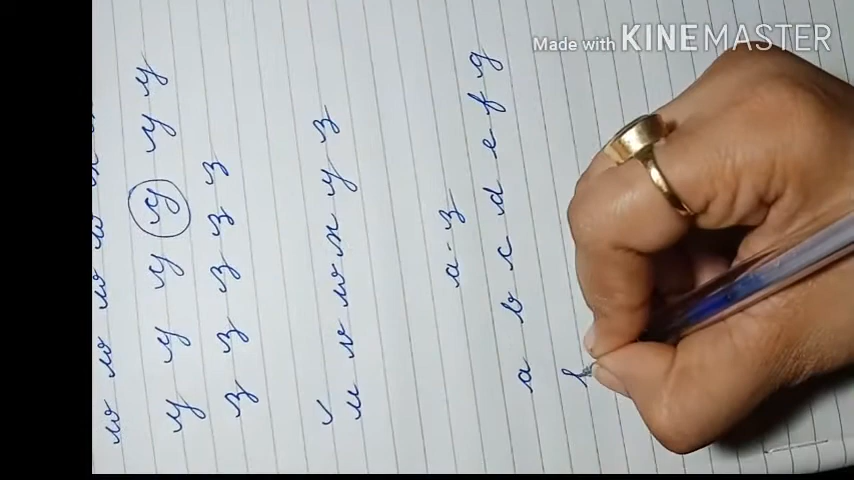 Made with KINEMASTER
w w w w w
y y y y y y y
z z z z z
✓
u v w x y z
a - z
a b c d e f g
h